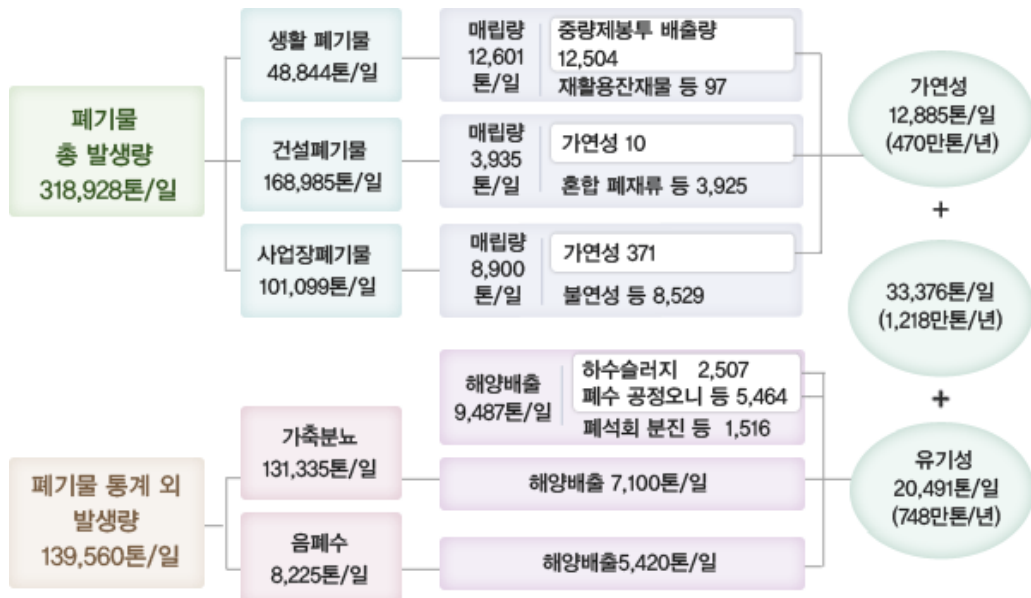 폐기물
총 발생량
318,928톤/일
생활 폐기물
48,844톤/일
매립량
12,601
톤/일
중량제봉투 배출량
12,504
재활용잔재물 등 97
건설폐기물
168,985톤/일
매립량
3,935
톤/일
가연성 10
혼합 폐재류 등 3,925
사업장폐기물
101,099톤/일
매립량
8,900
톤/일
가연성 371
불연성 등 8,529
가연성
12,885톤/일
(470만톤/년)
+
33,376톤/일
(1,218만톤/년)
+
유기성
20,491톤/일
(748만톤/년)
해양배출
9,487톤/일
하수슬러지 2,507
폐수 공정오니 등 5,464
폐석회 분진 등 1,516
폐기물 통계 외
발생량
139,560톤/일
가축분뇨
131,335톤/일
해양배출 7,100톤/일
음폐수
8,225톤/일
해양배출5,420톤/일